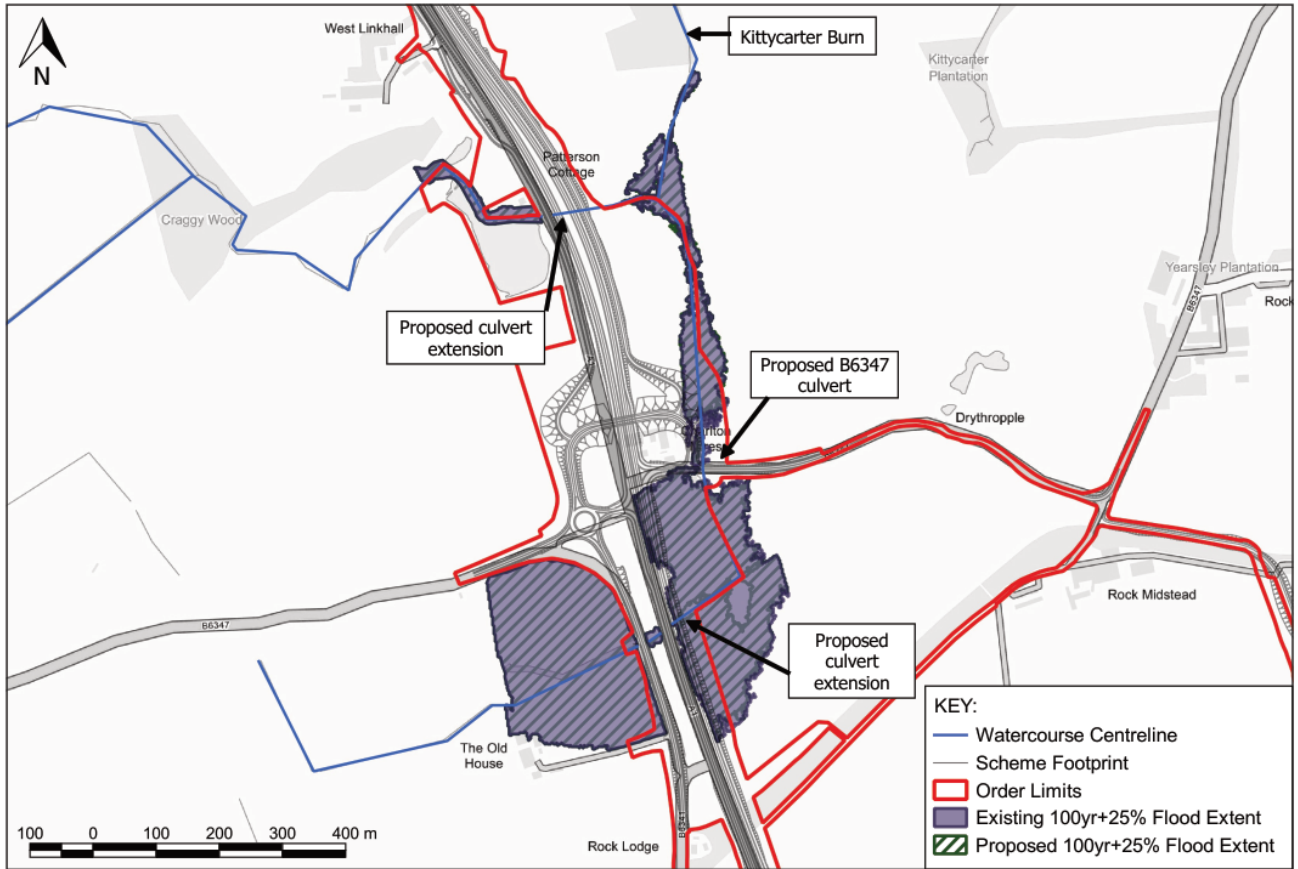 West Linkhall
Kittycarter Burn
Kittycarter
Plantation
N
Patterson
Cottage
Craggy Wood
Yearsley Plantation
Rock
B6347
Proposed culvert
extension
Proposed B6347
culvert
Drythropple
Rock Midstead
B6347
Proposed
culvert
extension
A1
The Old
House
B6341
Rock Lodge
KEY:
Watercourse Centreline
Scheme Footprint
Order Limits
Existing 100yr+25% Flood Extent
Proposed 100yr+25% Flood Extent
100 0 100 200 300 400 m